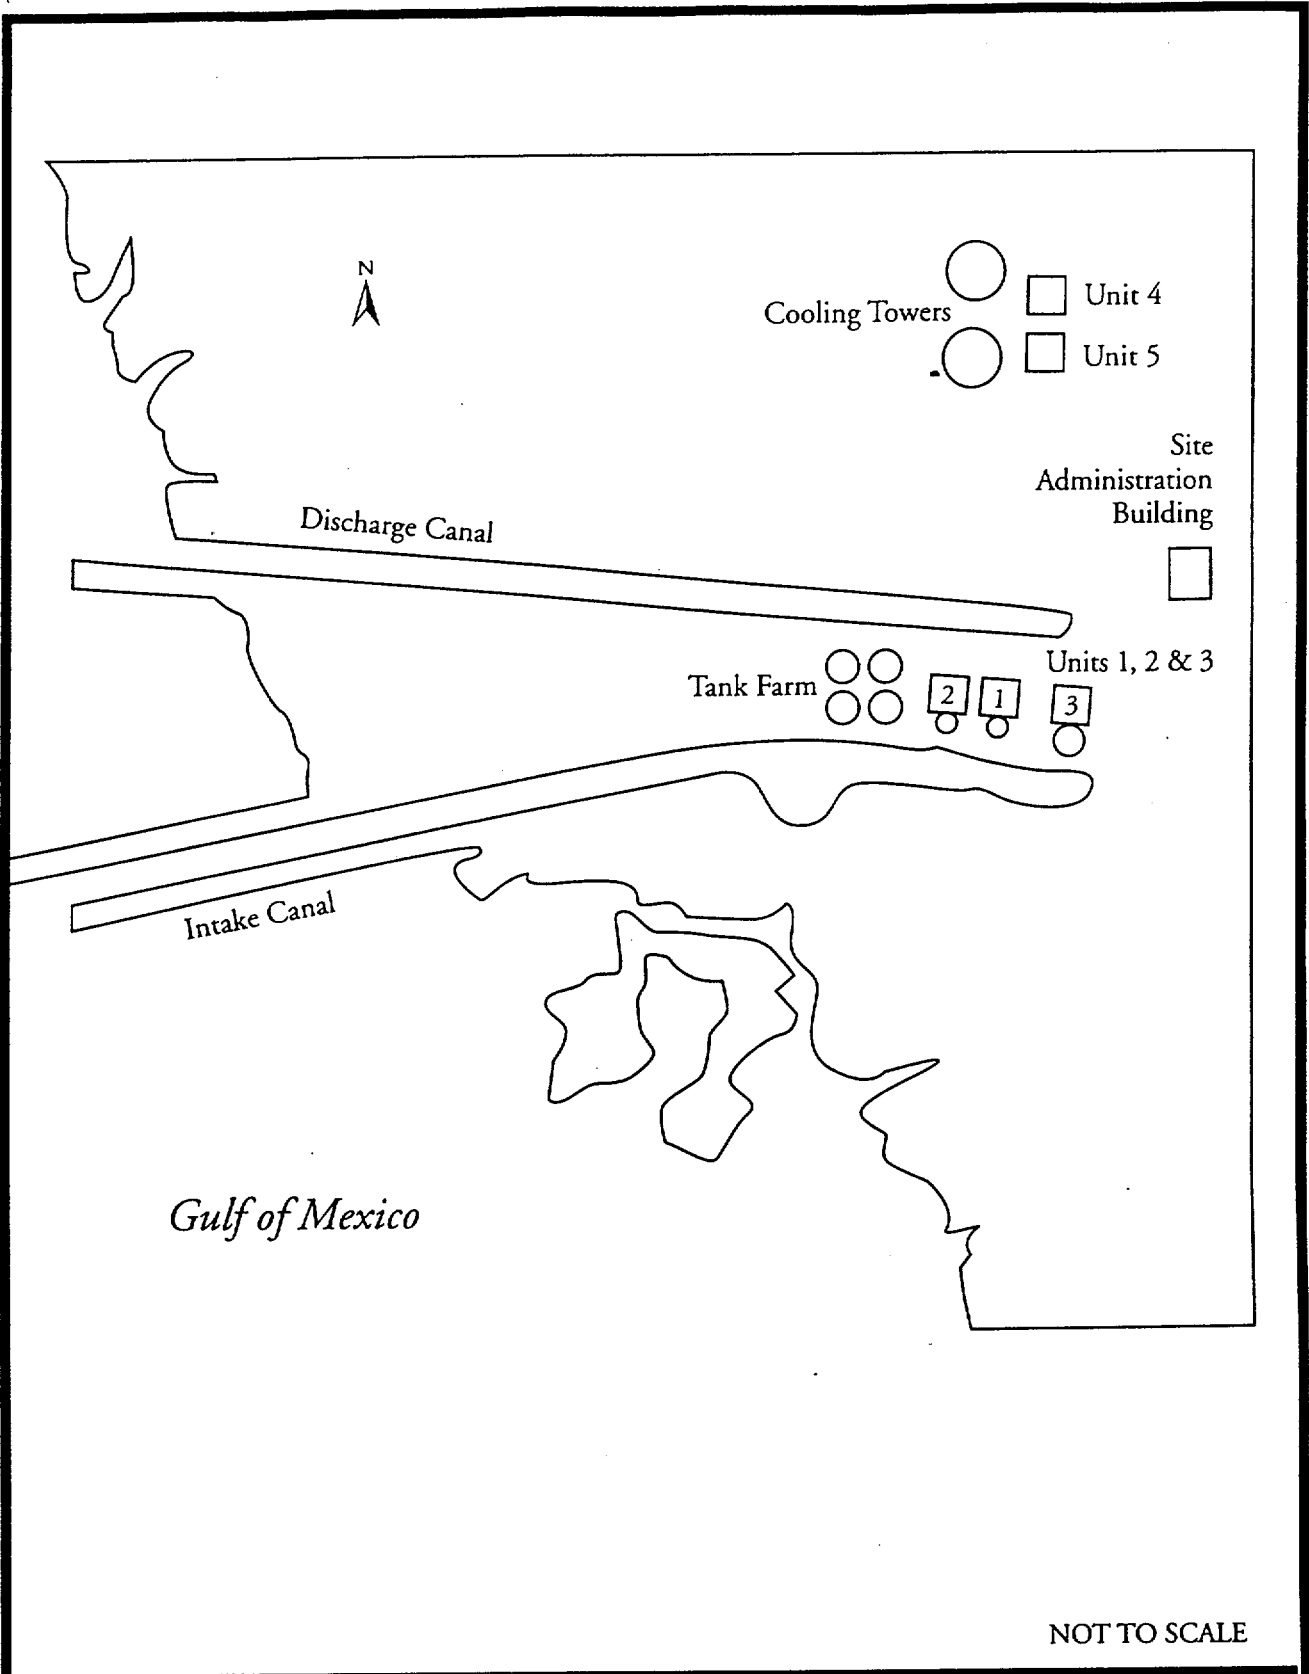 N
Cooling Towers
Unit 4
Unit 5
Site
Administration
Building
Discharge Canal
Units 1, 2 & 3
Tank Farm
2
1
3
Intake Canal
Gulf of Mexico
NOT TO SCALE